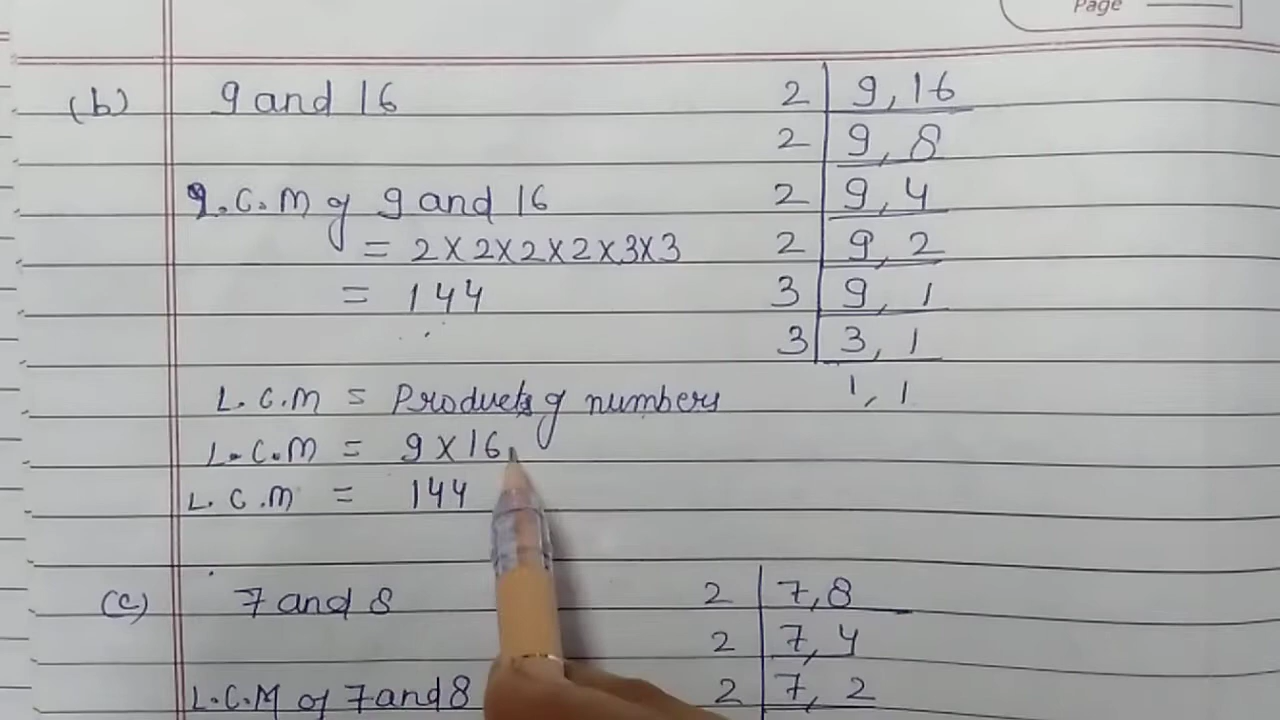 Page
(b) 9 and 16
L.C.M of 9 and 16
= 2×2×2×2×3×3
= 144
L.C.M = Products of numbers
L.C.M = 9×16
L.C.M = 144
2 | 9, 16
2 | 9, 8
2 | 9, 4
2 | 9, 2
3 | 9, 1
3 | 3, 1
1, 1
(c) 7 and 8
L.C.M of 7 and 8
2 | 7, 8
2 | 7, 4
2 | 7, 2